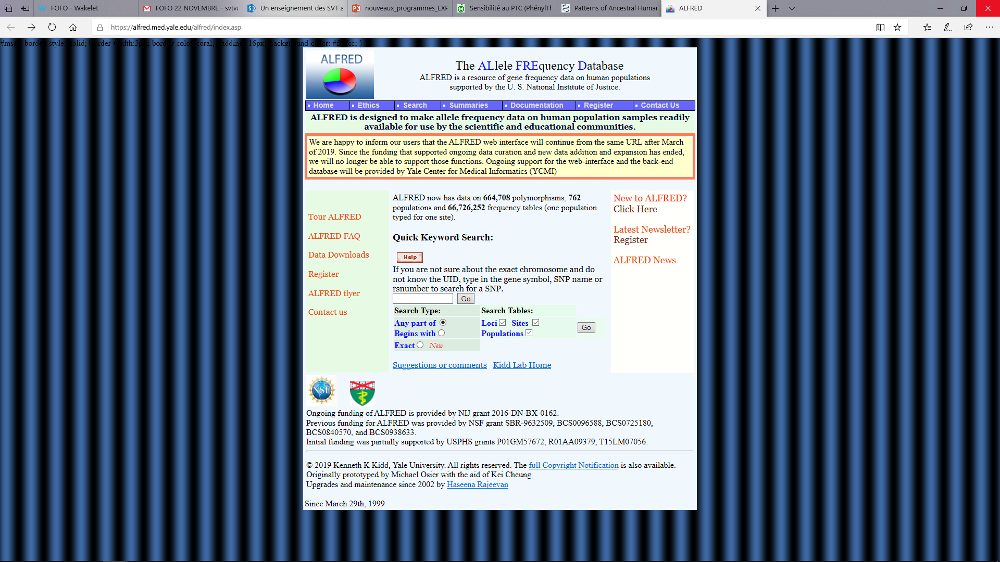 FOFO - Wakelet
FOFO 22 NOVEMBRE - svtva
Un enseignement des SVT a
nouveaux_programmes_EXP
Sensibilité au PTC (PhénylTh
Patterns of Ancestral Human
ALFRED
https://alfred.med.yale.edu/alfred/index.asp
#msg{ border-style: solid; border-width:5px; border-color:coral; padding: 16px; background-color: #ffffcc; }
ALFRED
The ALlele FREquency Database
ALFRED is a resource of gene frequency data on human populations
supported by the U. S. National Institute of Justice.
Home Ethics Search Summaries Documentation Register Contact Us
ALFRED is designed to make allele frequency data on human population samples readily
available for use by the scientific and educational communities.
We are happy to inform our users that the ALFRED web interface will continue from the same URL after March
of 2019. Since the funding that supported ongoing data curation and new data addition and expansion has ended,
we will no longer be able to support those functions. Ongoing support for the web-interface and the back-end
database will be provided by Yale Center for Medical Informatics (YCMI)
Tour ALFRED
ALFRED FAQ
Data Downloads
Register
ALFRED flyer
Contact us
ALFRED now has data on 664,708 polymorphisms, 762
populations and 66,726,252 frequency tables (one population
typed for one site).
Quick Keyword Search:
Help
If you are not sure about the exact chromosome and do
not know the UID, type in the gene symbol, SNP name or
rsnumber to search for a SNP.
Go
Search Type: Search Tables:
Any part of Loci Sites
Go
Begins with Populations
Exact New
Suggestions or comments Kidd Lab Home
New to ALFRED?
Click Here
Latest Newsletter?
Register
ALFRED News
NSF
Ongoing funding of ALFRED is provided by NIJ grant 2016-DN-BX-0162.
Previous funding for ALFRED was provided by NSF grant SBR-9632509, BCS0096588, BCS0725180,
BCS0840570, and BCS0938633.
Initial funding was partially supported by USPHS grants P01GM57672, R01AA09379, T15LM07056.
© 2019 Kenneth K Kidd, Yale University. All rights reserved. The full Copyright Notification is also available.
Originally prototyped by Michael Osier with the aid of Kei Cheung
Upgrades and maintenance since 2002 by Haseena Rajeevan
Since March 29th, 1999